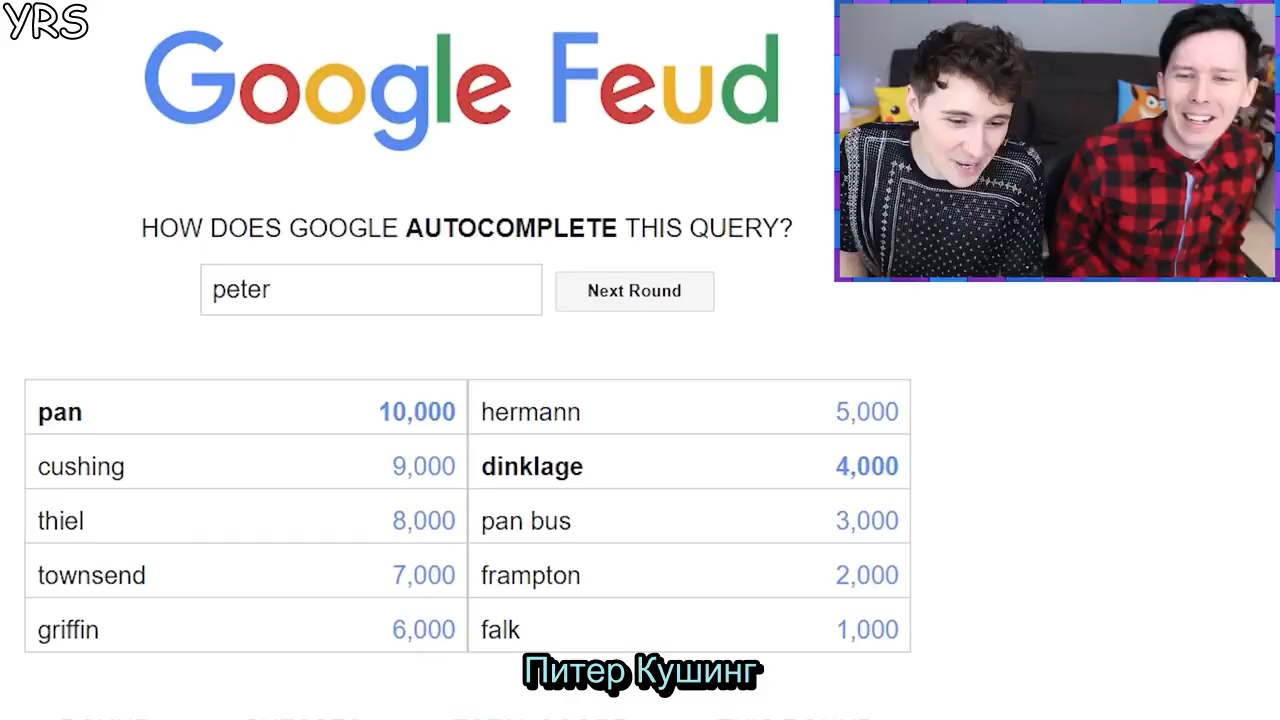 YRS
Google Feud
HOW DOES GOOGLE AUTOCOMPLETE THIS QUERY?
peter
Next Round
pan 10,000 hermann 5,000
cushing 9,000 dinklage 4,000
thiel 8,000 pan bus 3,000
townsend 7,000 frampton 2,000
griffin 6,000 falk 1,000
Питер Кушинг